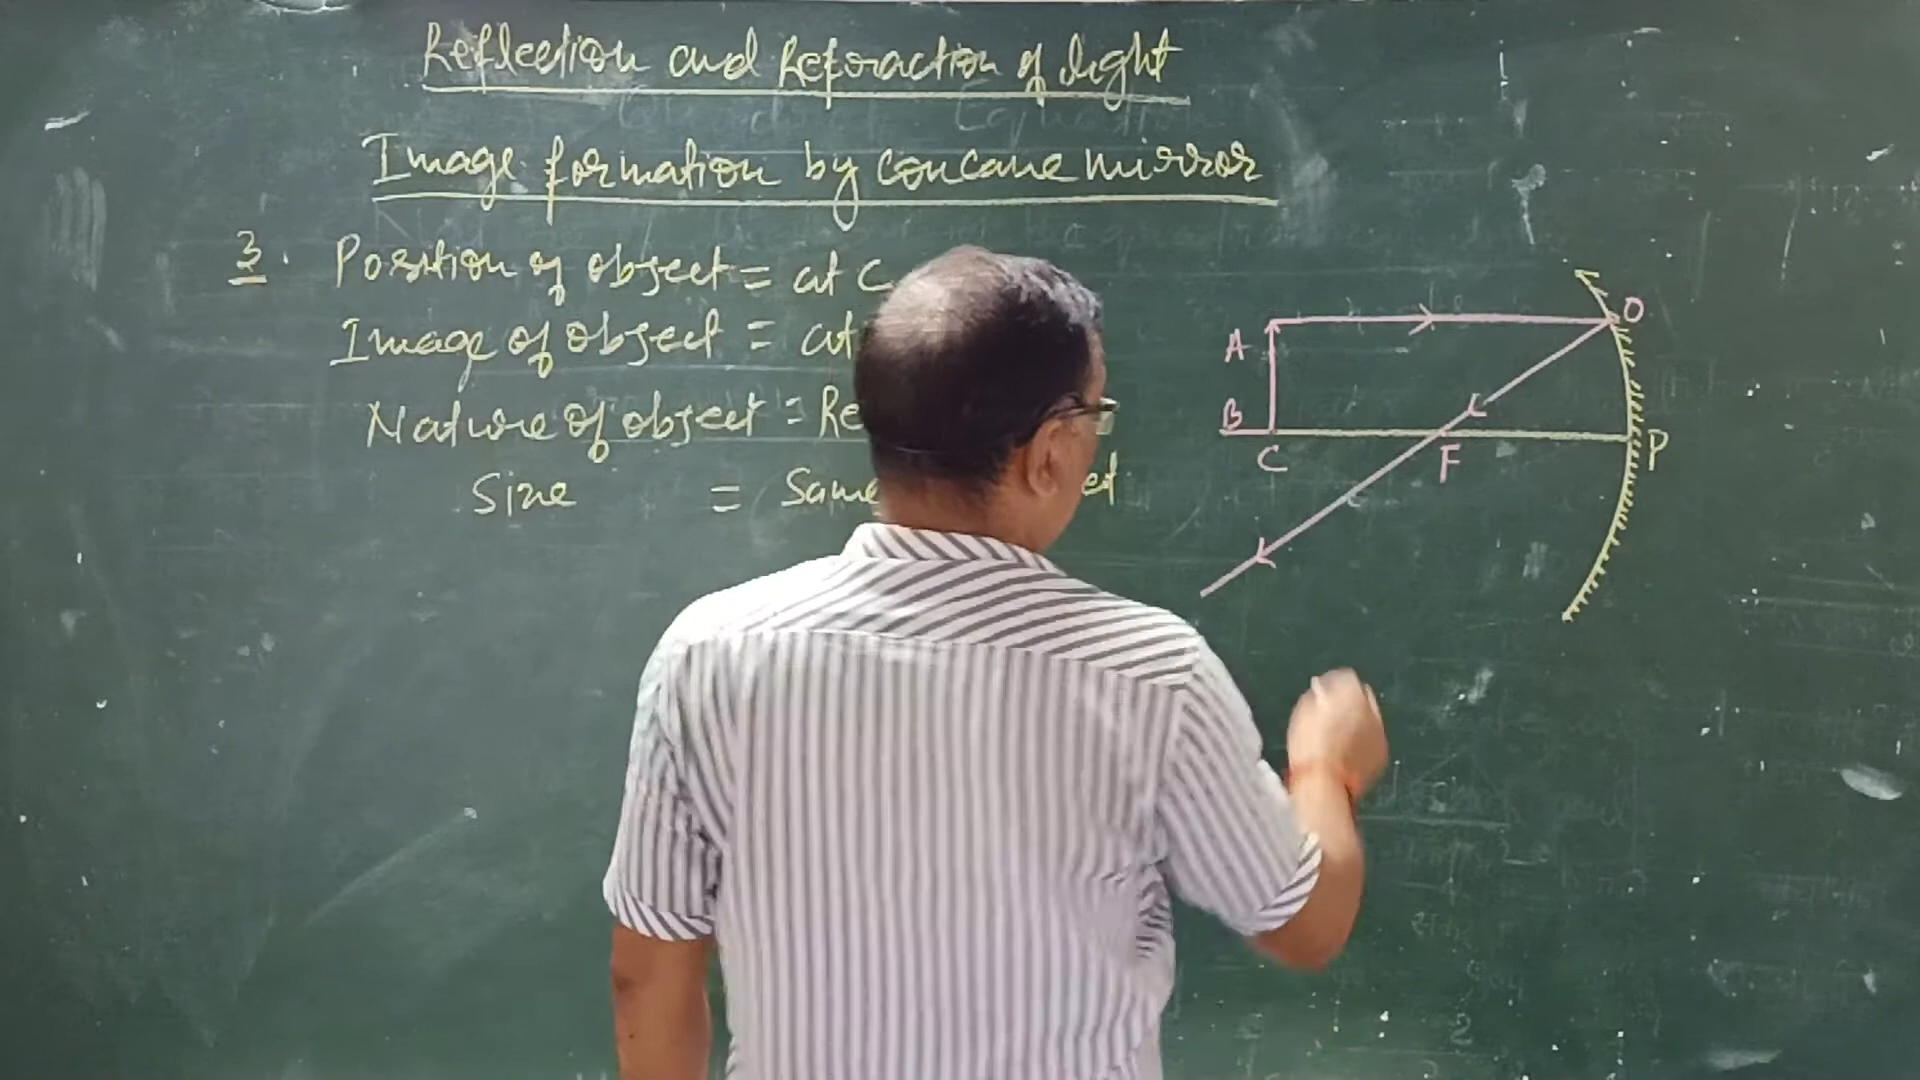 Reflection and Refraction of light
Image formation by concave mirror
3. Position of object = at C
Image of object = at
Nature of object = Re
Size = Same
A
O
B
C
F
P